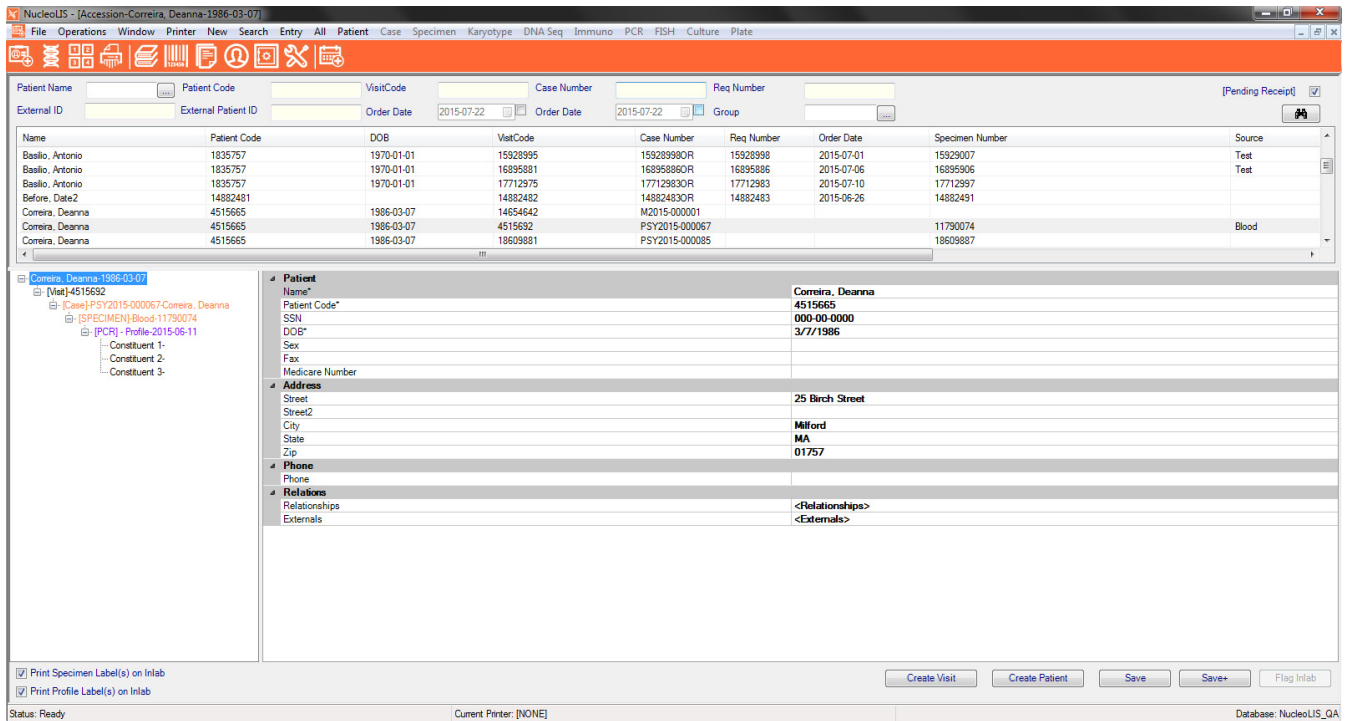 NucleoLIS - [Accession-Correira, Deanna-1986-03-07]
File Operations Window Printer New Search Entry All Patient Case Specimen Karyotype DNA Seq Immuno PCR FISH Culture Plate
Patient Name ... Patient Code VisitCode Case Number Req Number [Pending Receipt]
External ID External Patient ID Order Date 2015-07-22 Order Date 2015-07-22 Group ...
Name Patient Code DOB VisitCode Case Number Req Number Order Date Specimen Number Source
Basilio, Antonio 1835757 1970-01-01 15928995 15928998OR 15928998 2015-07-01 15929007 Test
Basilio, Antonio 1835757 1970-01-01 16895881 16895886OR 16895886 2015-07-06 16895906 Test
Basilio, Antonio 1835757 1970-01-01 17712975 17712983OR 17712983 2015-07-10 17712997
Before, Date2 14882481 14882482 14882483OR 14882483 2015-06-26 14882491
Correira, Deanna 4515665 1986-03-07 14654642 M2015-000001
Correira, Deanna 4515665 1986-03-07 4515692 PSY2015-000067 11790074 Blood
Correira, Deanna 4515665 1986-03-07 18609881 PSY2015-000085 18609887
Correira, Deanna-1986-03-07
[Visit]-4515692
[Case]-PSY2015-000067-Correira, Deanna
[SPECIMEN]-Blood-11790074
[PCR] - Profile-2015-06-11
Constituent 1-
Constituent 2-
Constituent 3-
Patient
Name* Correira, Deanna
Patient Code* 4515665
SSN 000-00-0000
DOB* 3/7/1986
Sex
Fax
Medicare Number
Address
Street 25 Birch Street
Street2
City Milford
State MA
Zip 01757
Phone
Phone
Relations
Relationships <Relationships>
Externals <Externals>
Print Specimen Label(s) on Inlab
Print Profile Label(s) on Inlab
Create Visit Create Patient Save Save+ Flag Inlab
Status: Ready Current Printer: [NONE] Database: NucleoLIS_QA